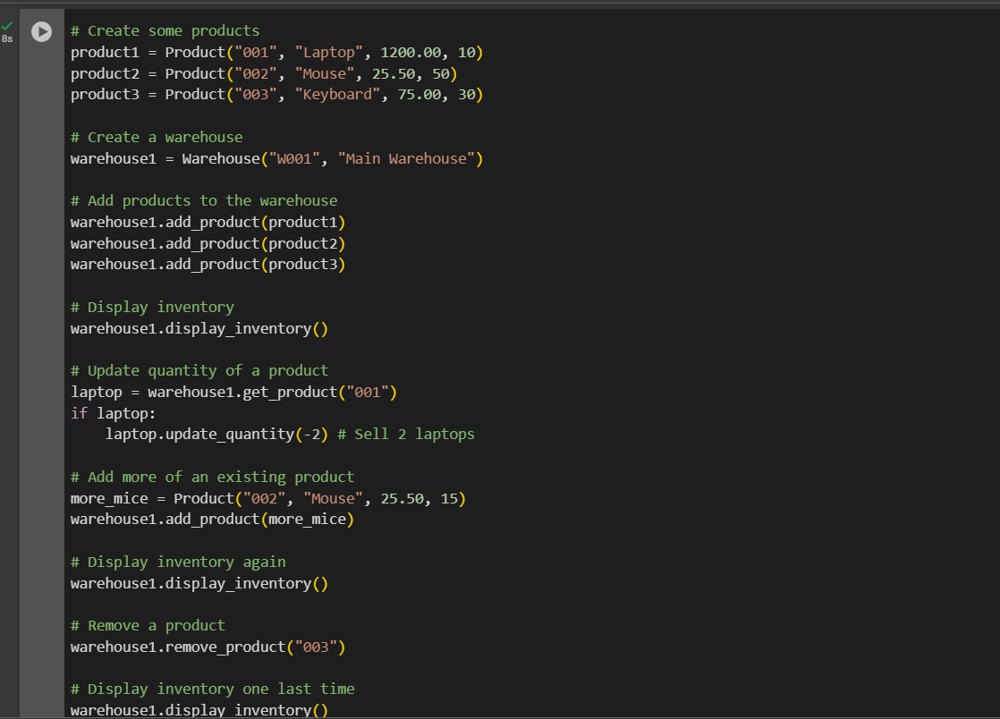 8s
# Create some products
product1 = Product("001", "Laptop", 1200.00, 10)
product2 = Product("002", "Mouse", 25.50, 50)
product3 = Product("003", "Keyboard", 75.00, 30)

# Create a warehouse
warehouse1 = Warehouse("W001", "Main Warehouse")

# Add products to the warehouse
warehouse1.add_product(product1)
warehouse1.add_product(product2)
warehouse1.add_product(product3)

# Display inventory
warehouse1.display_inventory()

# Update quantity of a product
laptop = warehouse1.get_product("001")
if laptop:
    laptop.update_quantity(-2) # Sell 2 laptops

# Add more of an existing product
more_mice = Product("002", "Mouse", 25.50, 15)
warehouse1.add_product(more_mice)

# Display inventory again
warehouse1.display_inventory()

# Remove a product
warehouse1.remove_product("003")

# Display inventory one last time
warehouse1.display_inventory()